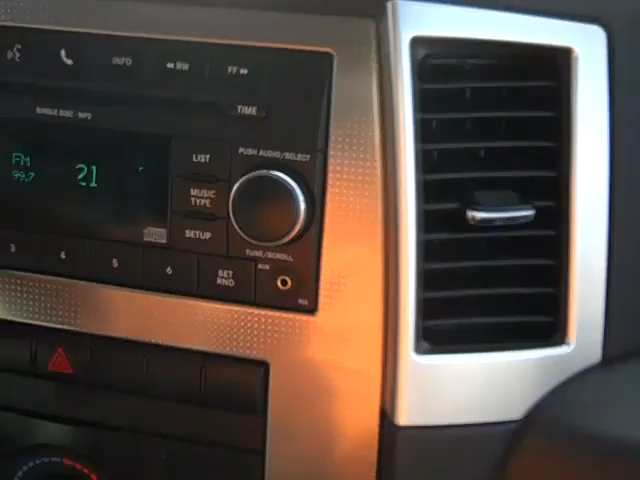 INFO
◄◄RW
FF►►
SINGLE DISC - MP3
TIME
FM
99.7
21
LIST
MUSIC
TYPE
SETUP
PUSH AUDIO/SELECT
TUNE/SCROLL
3
4
5
6
SET
RND
AUX